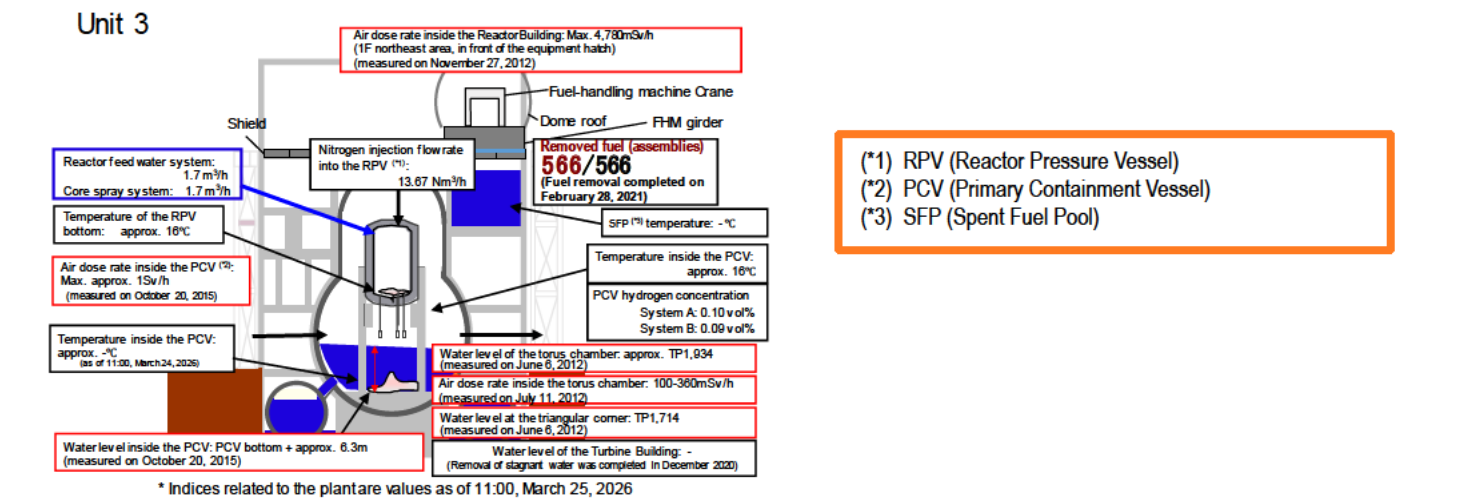 Unit 3
Air dose rate inside the Reactor Building: Max. 4,780mSv/h
(1F northeast area, in front of the equipment hatch)
(measured on November 27, 2012)
Fuel-handling machine Crane
Dome roof
FHM girder
Shield
Reactor feed water system:
1.7 m³/h
Core spray system: 1.7 m³/h
Nitrogen injection flow rate
into the RPV (*1):
13.67 Nm³/h
Removed fuel (assemblies)
566/566
(Fuel removal completed on
February 28, 2021)
Temperature of the RPV
bottom: approx. 16℃
SFP (*3) temperature: - ℃
Air dose rate inside the PCV (*2):
Max. approx. 1Sv/h
(measured on October 20, 2015)
Temperature inside the PCV:
approx. 16℃
PCV hydrogen concentration
System A: 0.10 vol%
System B: 0.09 vol%
Temperature inside the PCV:
approx. -℃
(as of 11:00, March 24, 2026)
Water level of the torus chamber: approx. TP1,934
(measured on June 6, 2012)
Air dose rate inside the torus chamber: 100-360mSv/h
(measured on July 11, 2012)
Water level at the triangular corner: TP1,714
(measured on June 6, 2012)
Water level inside the PCV: PCV bottom + approx. 6.3m
(measured on October 20, 2015)
Water level of the Turbine Building: -
(Removal of stagnant water was completed in December 2020)
* Indices related to the plant are values as of 11:00, March 25, 2026
(*1) RPV (Reactor Pressure Vessel)
(*2) PCV (Primary Containment Vessel)
(*3) SFP (Spent Fuel Pool)